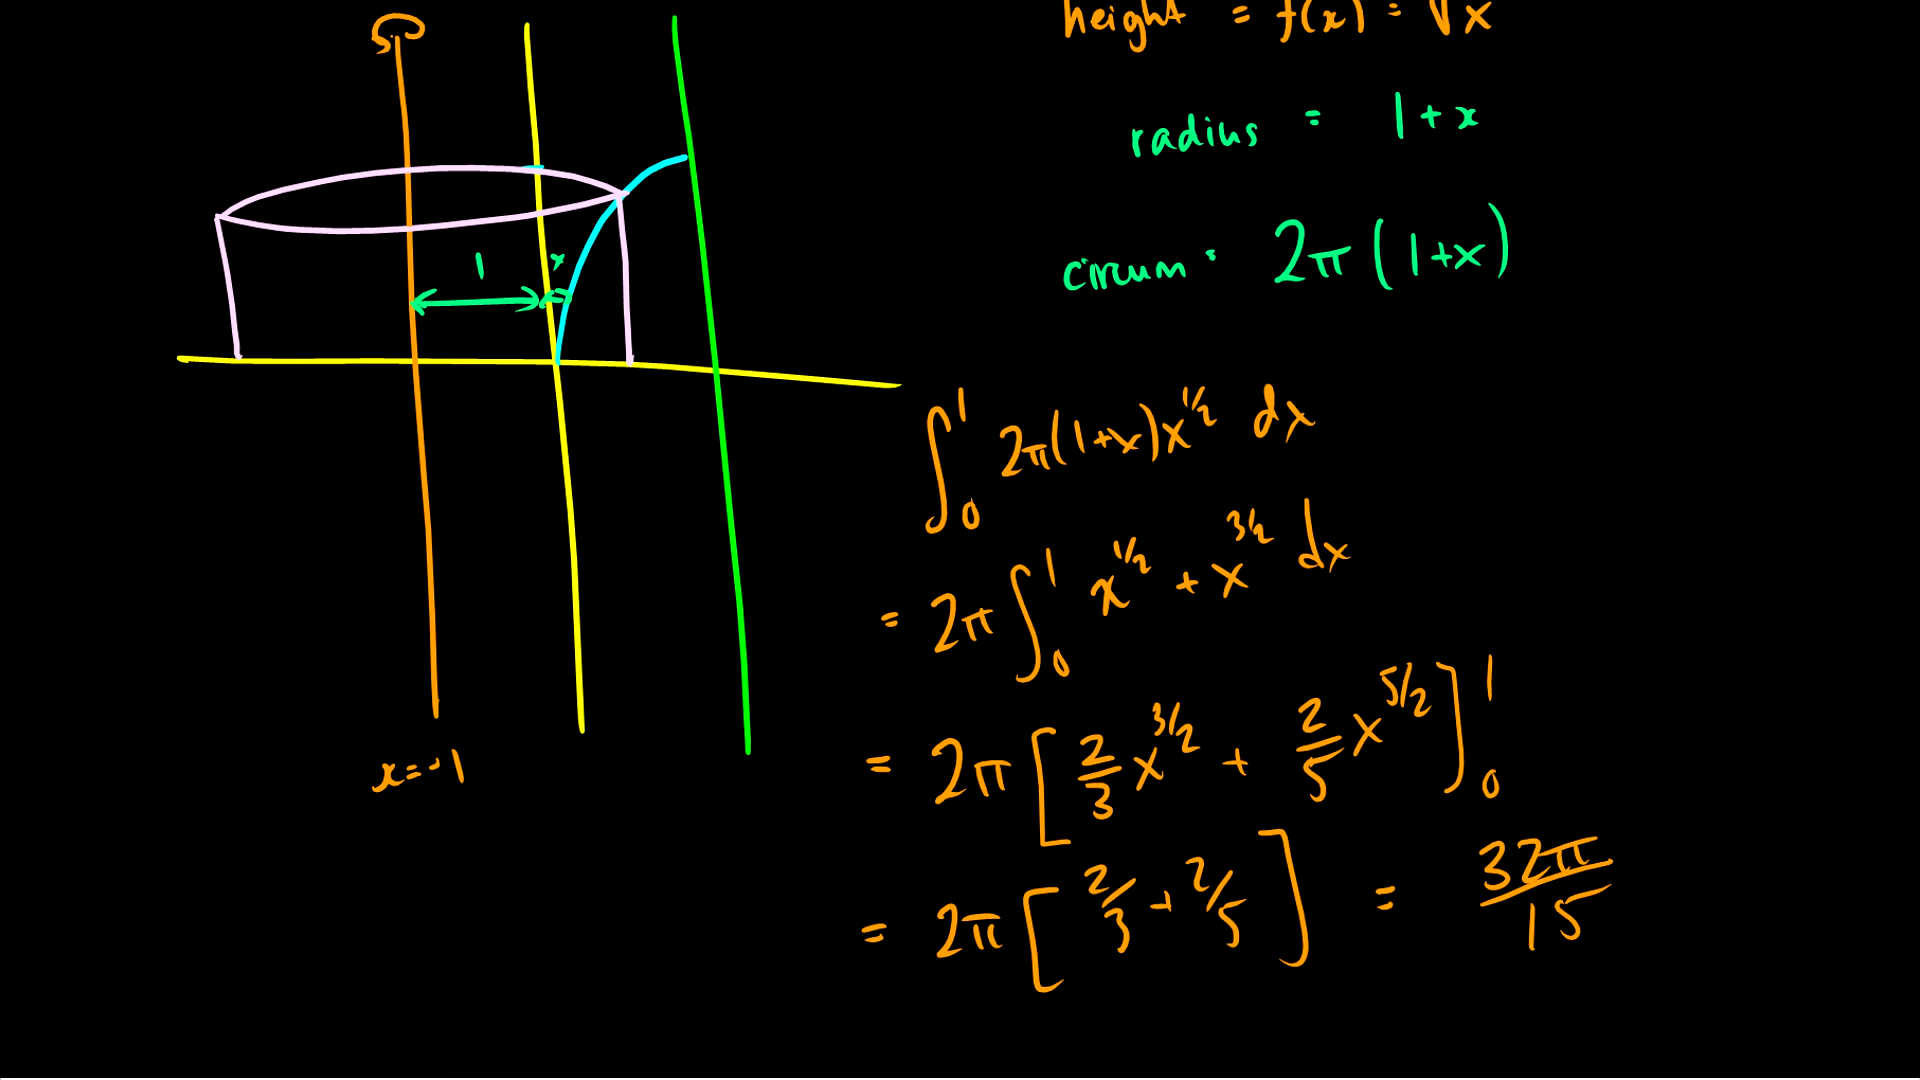 height = f(x) = √x
radius = 1+x
circum = 2π(1+x)
1 x
∫₀¹ 2π(1+x)x^{1/2} dx
= 2π∫₀¹ x^{1/2} + x^{3/2} dx
= 2π[2/3 x^{3/2} + 2/5 x^{5/2}]₀¹
x=-1
= 2π[2/3 + 2/5] = 32π/15